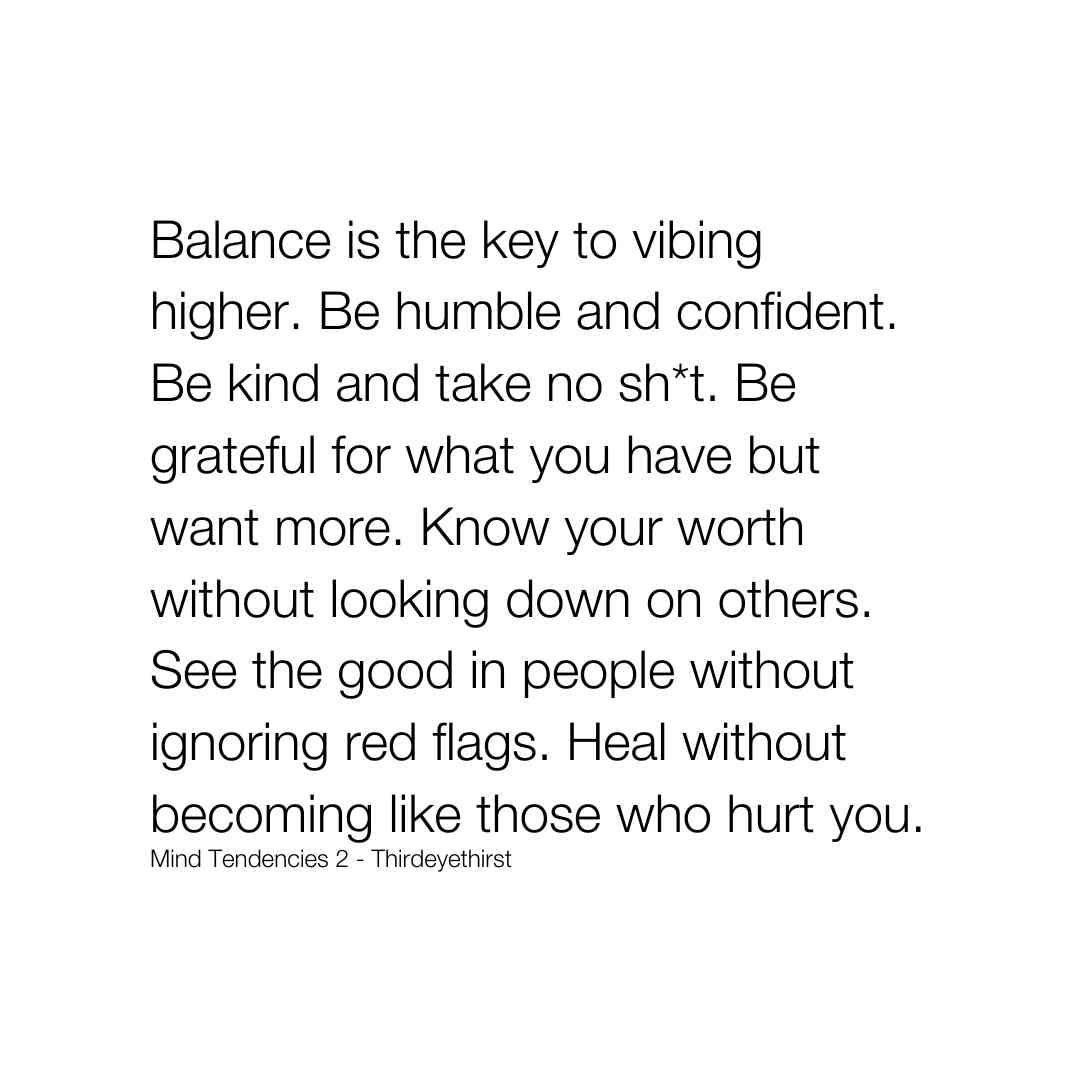 Balance is the key to vibing
higher. Be humble and confident.
Be kind and take no sh*t. Be
grateful for what you have but
want more. Know your worth
without looking down on others.
See the good in people without
ignoring red flags. Heal without
becoming like those who hurt you.
Mind Tendencies 2 - Thirdeyethirst